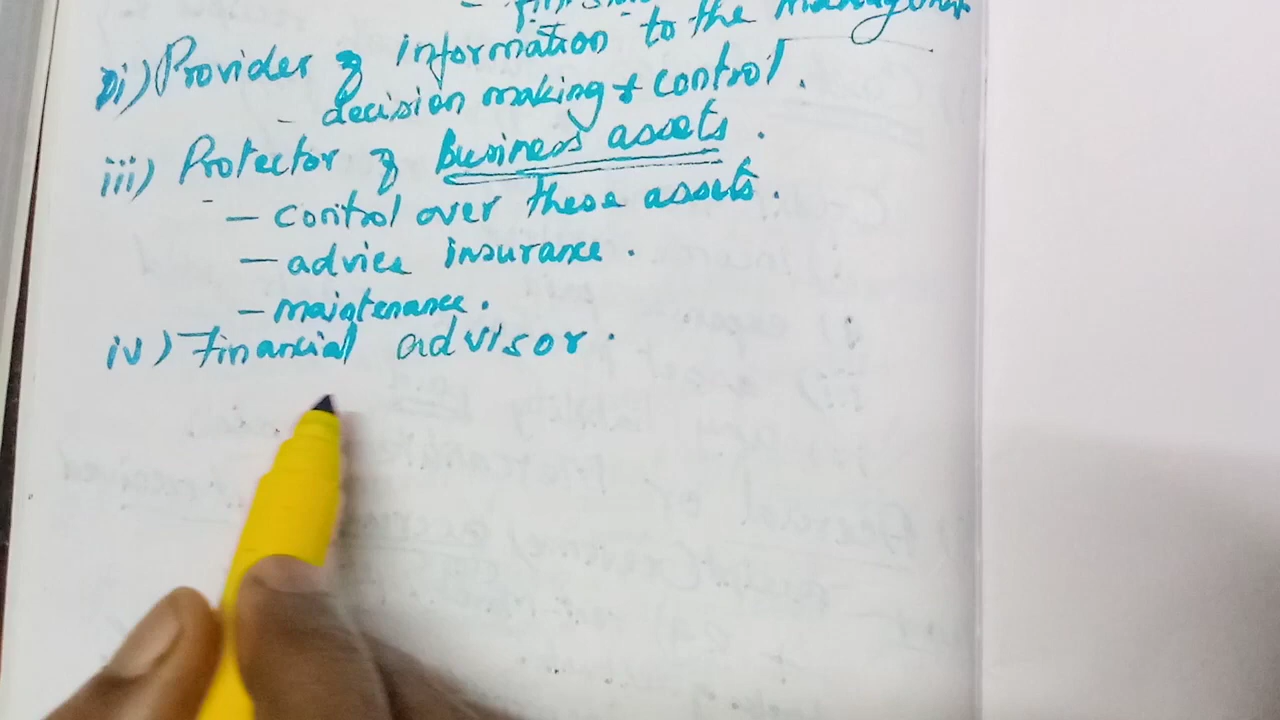 ii) Provider of information to the management
- decision making & control.
iii) Protector of Business assets.
- control over these assets.
- advice insurance.
- maintenance.
iv) Financial advisor.